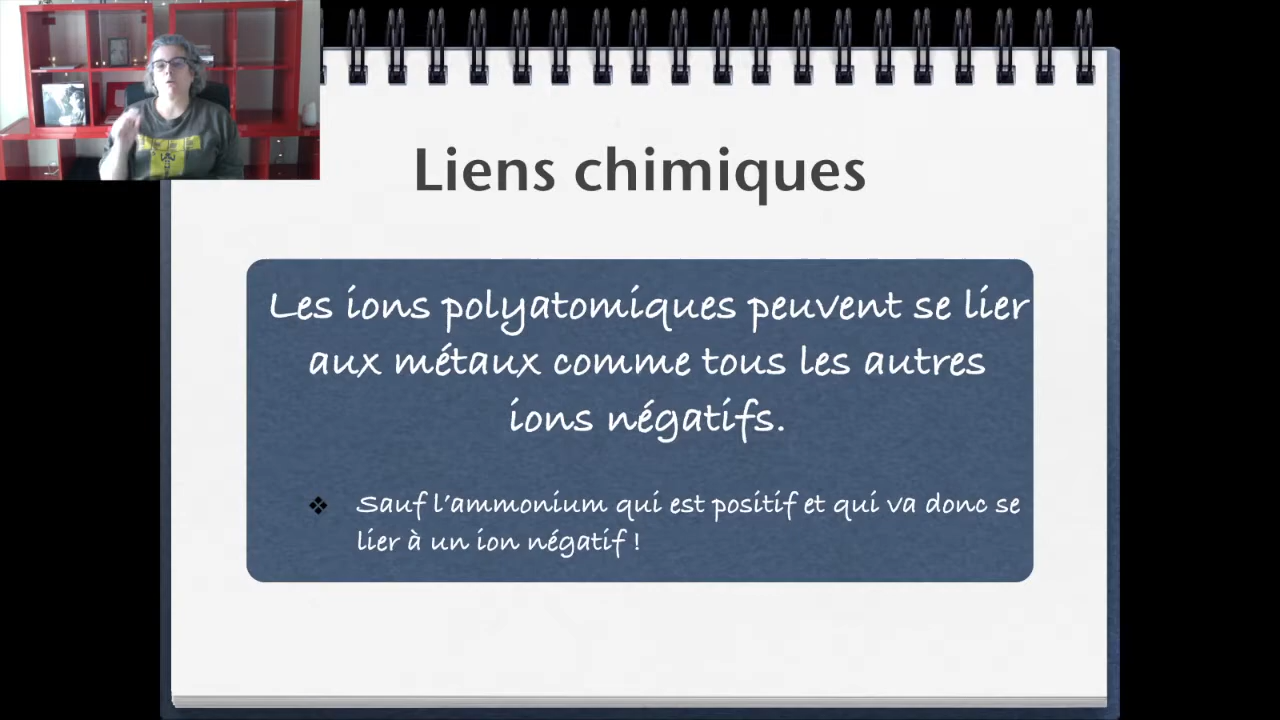 Liens chimiques
Les ions polyatomiques peuvent se lier
aux métaux comme tous les autres
ions négatifs.
Sauf l'ammonium qui est positif et qui va donc se
lier à un ion négatif !